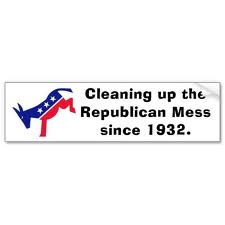 Cleaning up the
Republican Mess
since 1932.